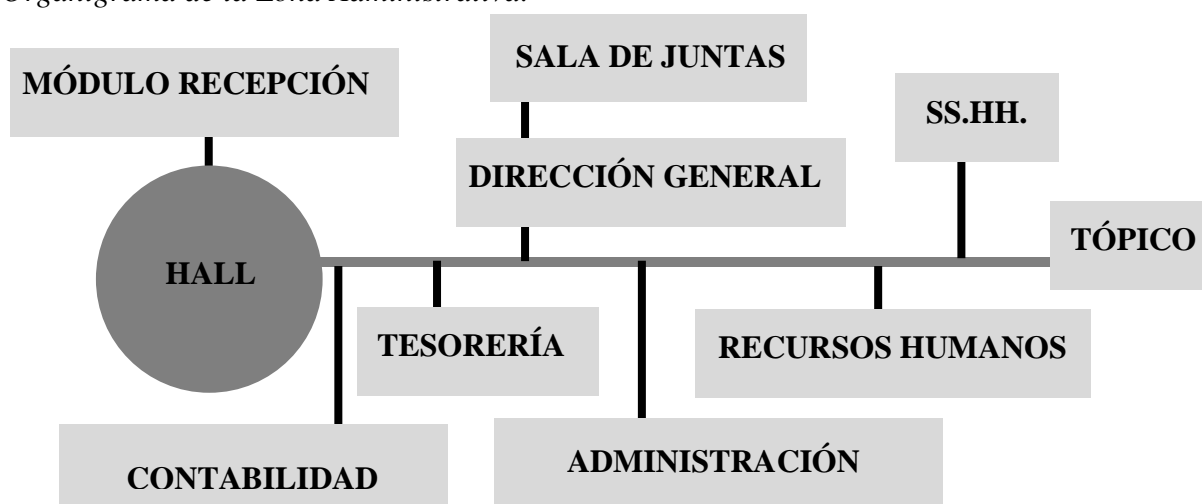 Organigrama de la Zona Administrativa.
SALA DE JUNTAS
MÓDULO RECEPCIÓN
SS.HH.
DIRECCIÓN GENERAL
TÓPICO
HALL
TESORERÍA
RECURSOS HUMANOS
ADMINISTRACIÓN
CONTABILIDAD